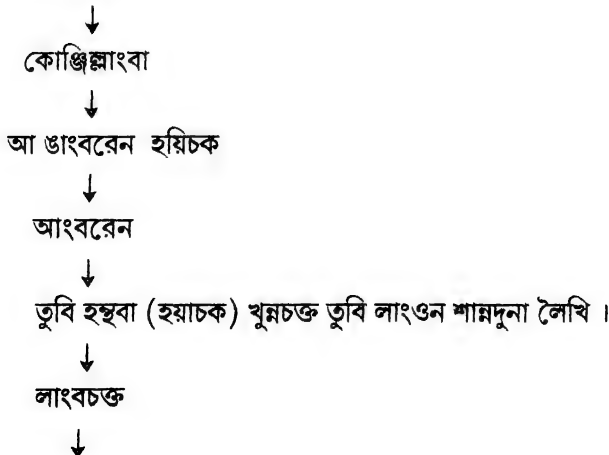 ↓
কোঞ্জিল্লাংবা
↓
আ ঙাংবরেন হয়িচক
↓
আংবরেন
↓
তুবি হন্থবা (হয়াচক) খুন্নচক্ত তুবি লাংওন শান্নদুনা লৈখি ।
↓
লাংবচক্ত
↓